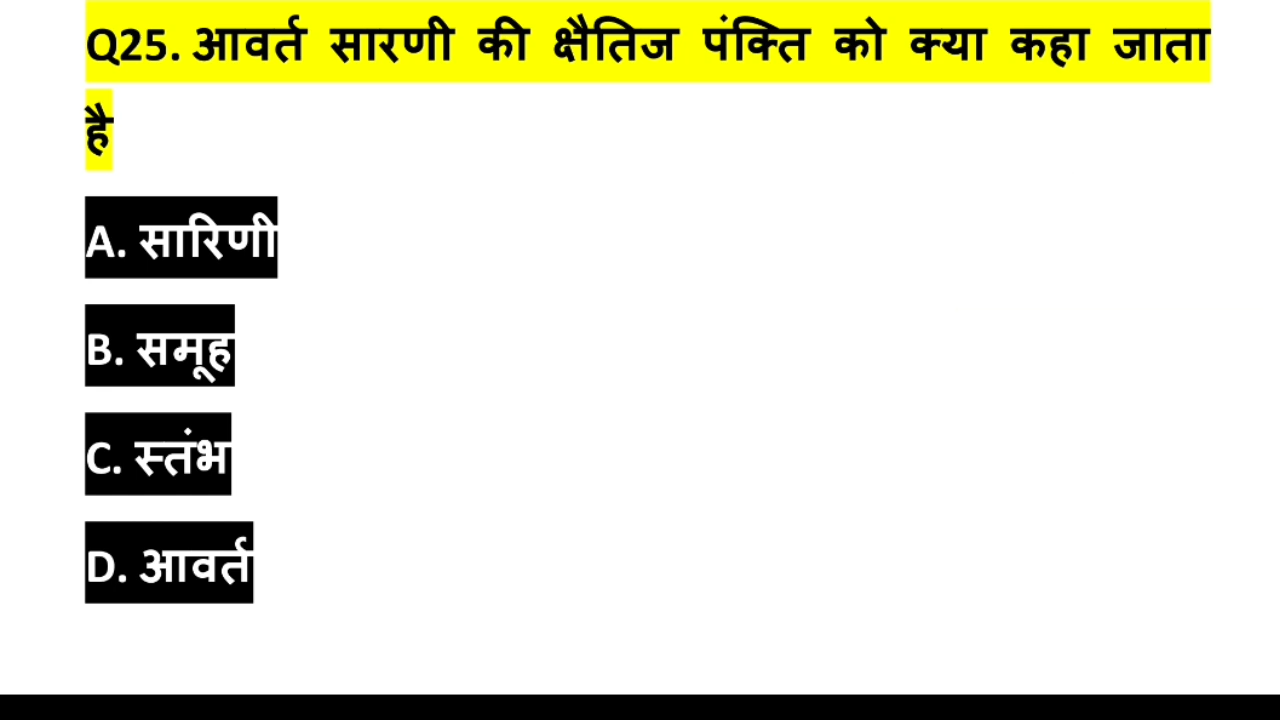 Q25. आवर्त सारणी की क्षैतिज पंक्ति को क्या कहा जाता
है
A. सारिणी
B. समूह
C. स्तंभ
D. आवर्त